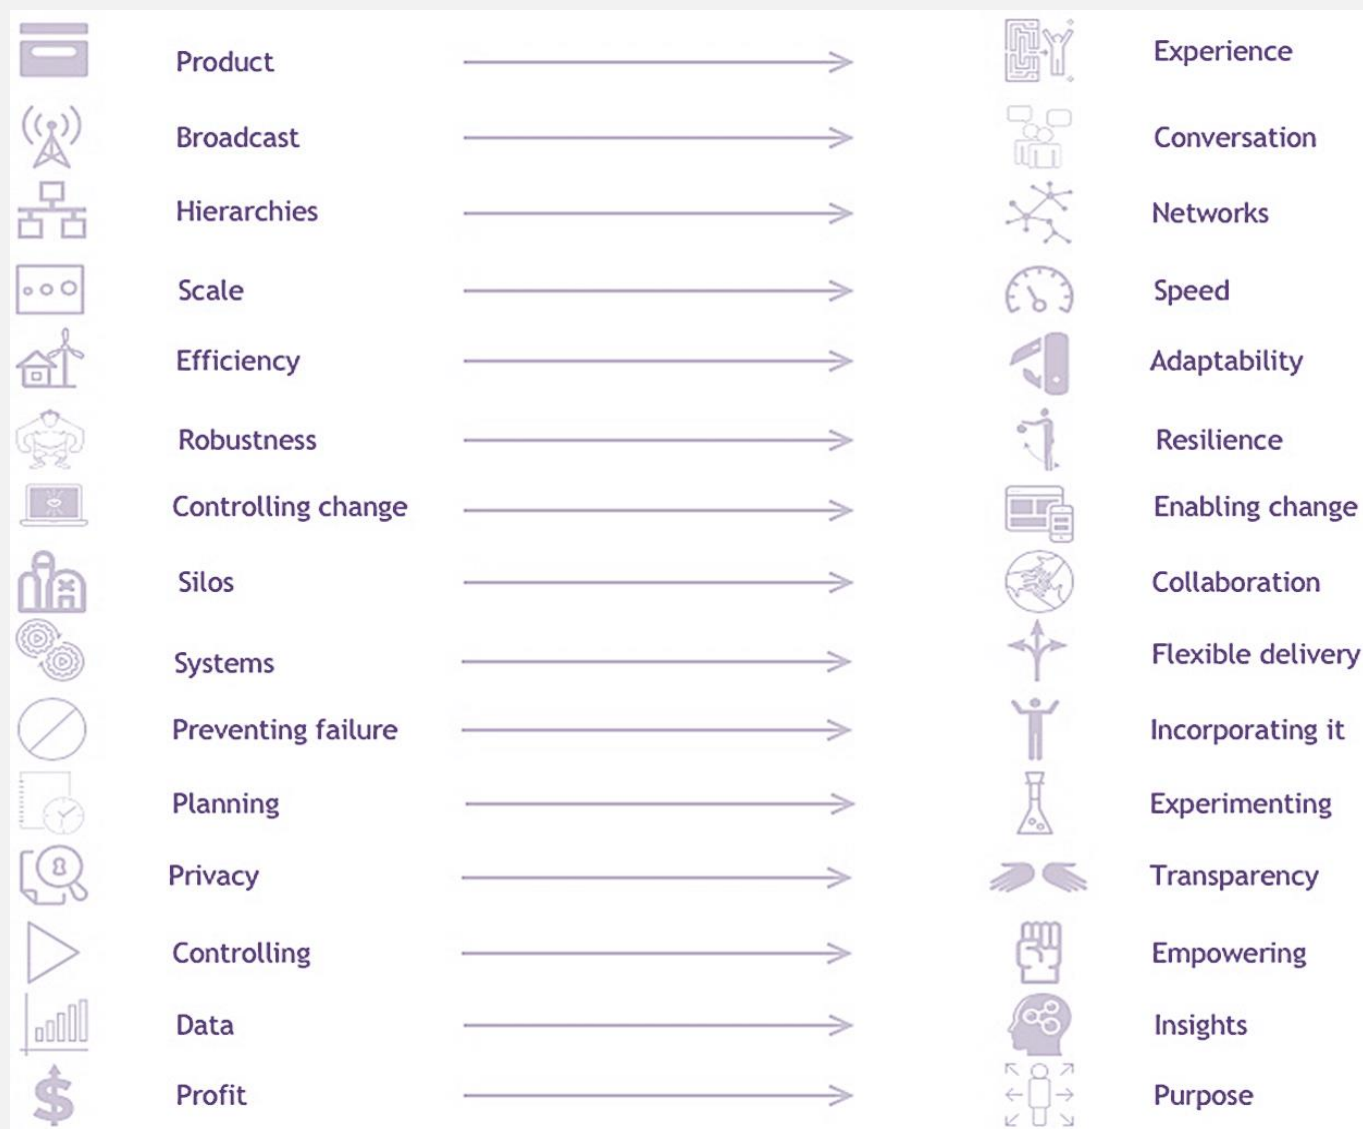 Product Experience
Broadcast Conversation
Hierarchies Networks
Scale Speed
Efficiency Adaptability
Robustness Resilience
Controlling change Enabling change
Silos Collaboration
Systems Flexible delivery
Preventing failure Incorporating it
Planning Experimenting
Privacy Transparency
Controlling Empowering
Data Insights
Profit Purpose